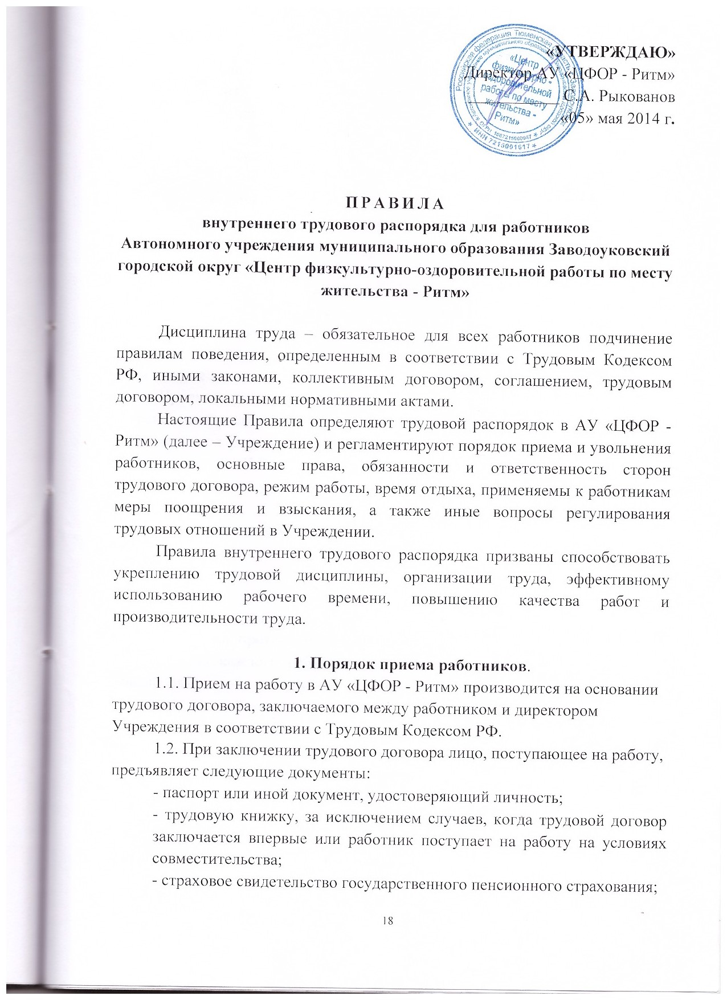 «УТВЕРЖДАЮ»
Директор АУ «ЦФОР - Ритм»
____________ С.А. Рыкованов
«05» мая 2014 г.
Российская федерация Тюменская область
«Центр
физкультурно -
оздоровительной
работы по месту
жительства -
Ритм»
* ИНН 7215001617 *
П Р А В И Л А
внутреннего трудового распорядка для работников
Автономного учреждения муниципального образования Заводоуковский
городской округ «Центр физкультурно-оздоровительной работы по месту
жительства - Ритм»
Дисциплина труда – обязательное для всех работников подчинение
правилам поведения, определенным в соответствии с Трудовым Кодексом
РФ, иными законами, коллективным договором, соглашением, трудовым
договором, локальными нормативными актами.
Настоящие Правила определяют трудовой распорядок в АУ «ЦФОР -
Ритм» (далее – Учреждение) и регламентируют порядок приема и увольнения
работников, основные права, обязанности и ответственность сторон
трудового договора, режим работы, время отдыха, применяемы к работникам
меры поощрения и взыскания, а также иные вопросы регулирования
трудовых отношений в Учреждении.
Правила внутреннего трудового распорядка призваны способствовать
укреплению трудовой дисциплины, организации труда, эффективному
использованию рабочего времени, повышению качества работ и
производительности труда.
1. Порядок приема работников.
1.1. Прием на работу в АУ «ЦФОР - Ритм» производится на основании
трудового договора, заключаемого между работником и директором
Учреждения в соответствии с Трудовым Кодексом РФ.
1.2. При заключении трудового договора лицо, поступающее на работу,
предъявляет следующие документы:
- паспорт или иной документ, удостоверяющий личность;
- трудовую книжку, за исключением случаев, когда трудовой договор
заключается впервые или работник поступает на работу на условиях
совместительства;
- страховое свидетельство государственного пенсионного страхования;
18